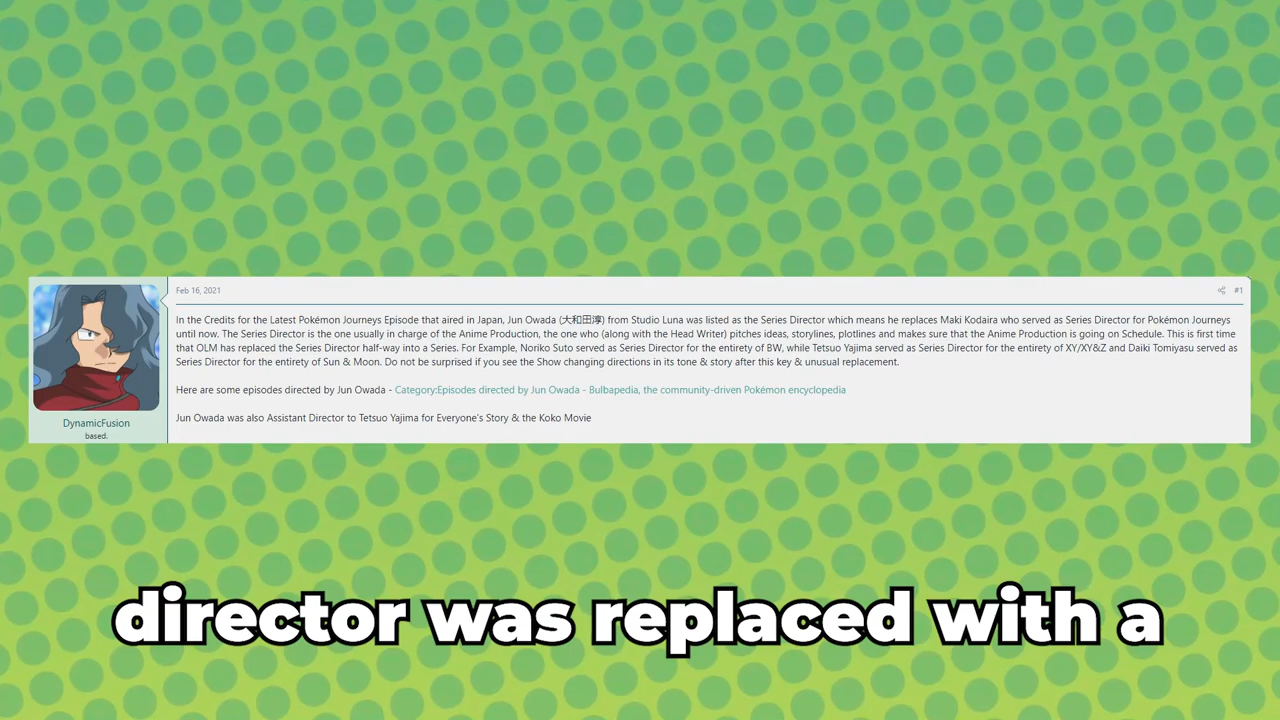 Feb 16, 2021
#1
In the Credits for the Latest Pokémon Journeys Episode that aired in Japan, Jun Owada (大和田淳) from Studio Luna was listed as the Series Director which means he replaces Maki Kodaira who served as Series Director for Pokémon Journeys
until now. The Series Director is the one usually in charge of the Anime Production, the one who (along with the Head Writer) pitches ideas, storylines, plotlines and makes sure that the Anime Production is going on Schedule. This is first time
that OLM has replaced the Series Director half-way into a Series. For Example, Noriko Suto served as Series Director for the entirety of BW, while Tetsuo Yajima served as Series Director for the entirety of XY/XY&Z and Daiki Tomiyasu served as
Series Director for the entirety of Sun & Moon. Do not be surprised if you see the Show changing directions in its tone & story after this key & unusual replacement.
Here are some episodes directed by Jun Owada - Category:Episodes directed by Jun Owada - Bulbapedia, the community-driven Pokémon encyclopedia
Jun Owada was also Assistant Director to Tetsuo Yajima for Everyone's Story & the Koko Movie
DynamicFusion
based.
director was replaced with a